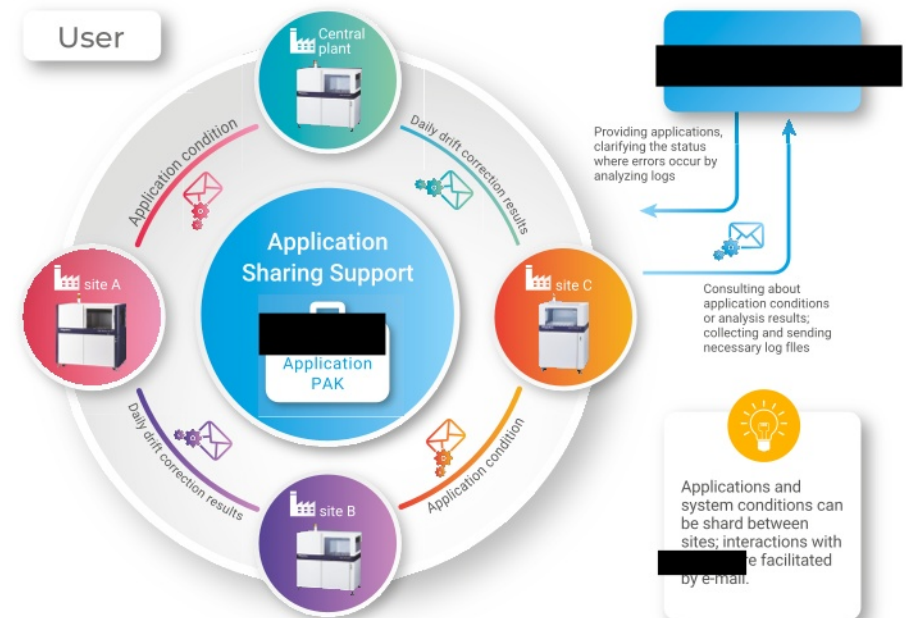 User
Central
plant
Application condition
Daily drift correction results
Application
Sharing Support
site A
site C
Application
PAK
Daily drift correction results
Application condition
site B
Providing applications,
clarifying the status
where errors occur by
analyzing logs
Consulting about
application conditions
or analysis results;
collecting and sending
necessary log files
Applications and
system conditions can
be shard between
sites; interactions with
re facilitated
by e-mail.